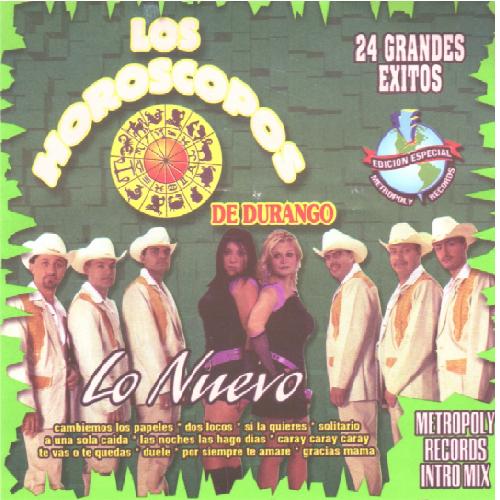 LOS
HOROSCOPOS
DE DURANGO
24 GRANDES
EXITOS
EDICION ESPECIAL
METROPOLY RECORDS
Lo Nuevo
cambiemos los papeles * dos locos * si la quieres * solitario
a una sola caida * las noches las hago dias * caray caray caray
te vas o te quedas * duele * por siempre te amare * gracias mama
METROPOLY
RECORDS
INTRO MIX